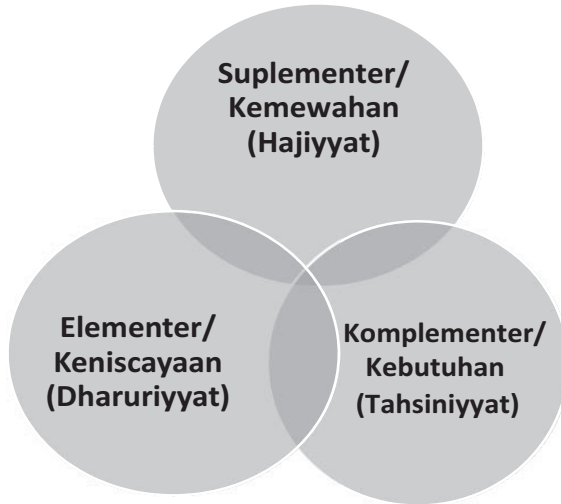 Suplementer/
Kemewahan
(Hajiyyat)
Elementer/
Keniscayaan
(Dharuriyyat)
Komplementer/
Kebutuhan
(Tahsiniyyat)